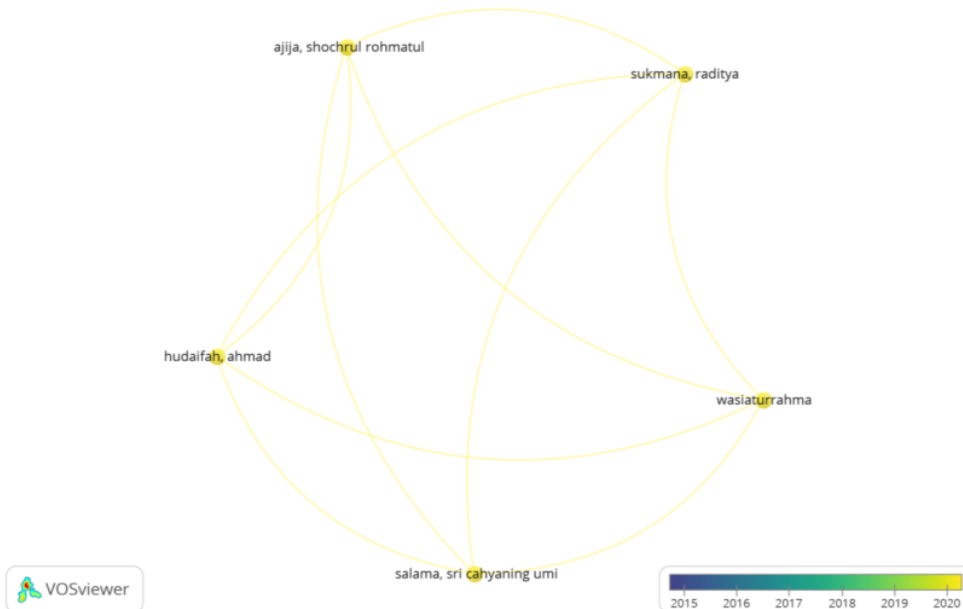 ajija, shochrul rohmatul
sukmana, raditya
hudaifah, ahmad
wasiaturrahma
salama, sri cahyaning umi
VOSviewer
2015 2016 2017 2018 2019 2020